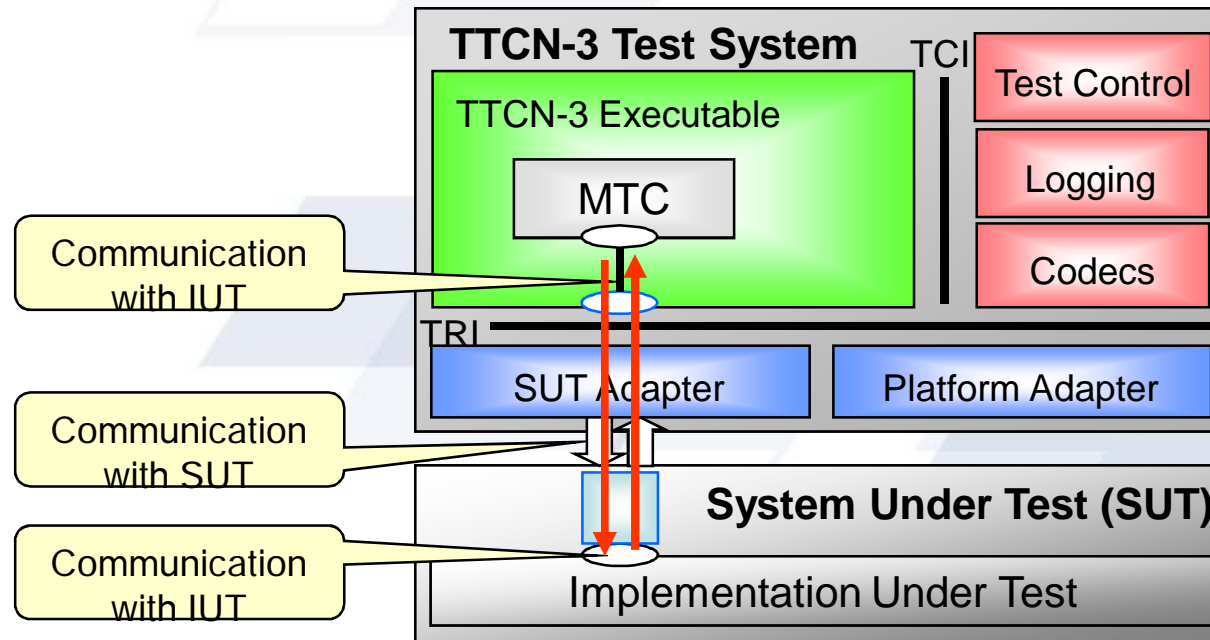 TTCN-3 Test System
TCI
Test Control
TTCN-3 Executable
MTC
Logging
Communication
with IUT
Codecs
TRI
SUT Adapter
Platform Adapter
Communication
with SUT
System Under Test (SUT)
Communication
with IUT
Implementation Under Test